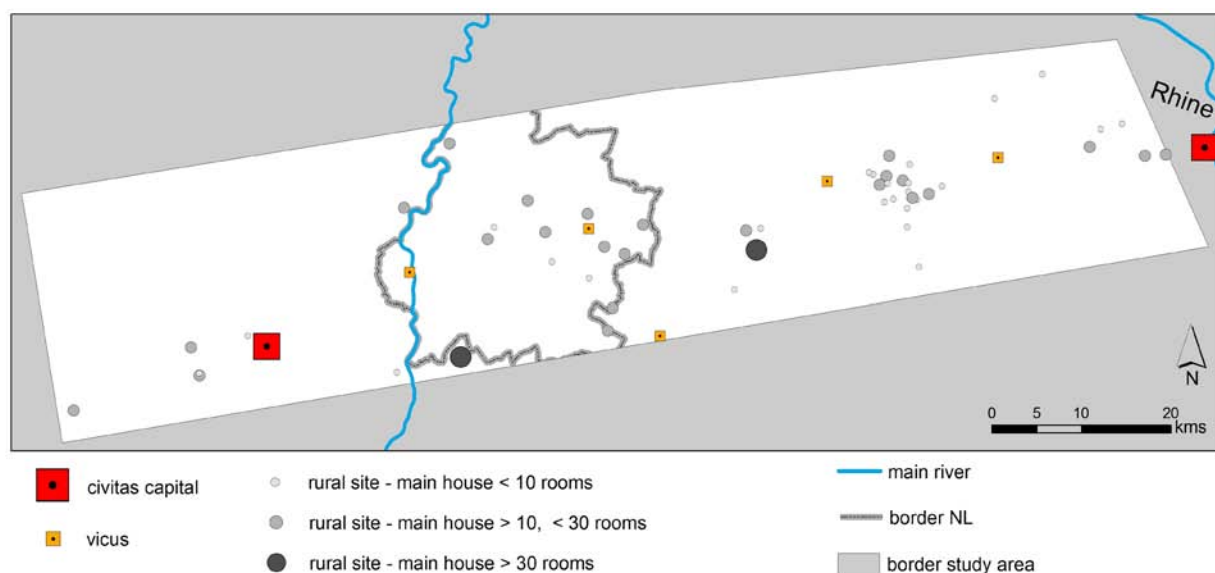 Rhine
N
0 5 10 20
kms
civitas capital
vicus
rural site - main house < 10 rooms
rural site - main house > 10, < 30 rooms
rural site - main house > 30 rooms
main river
border NL
border study area